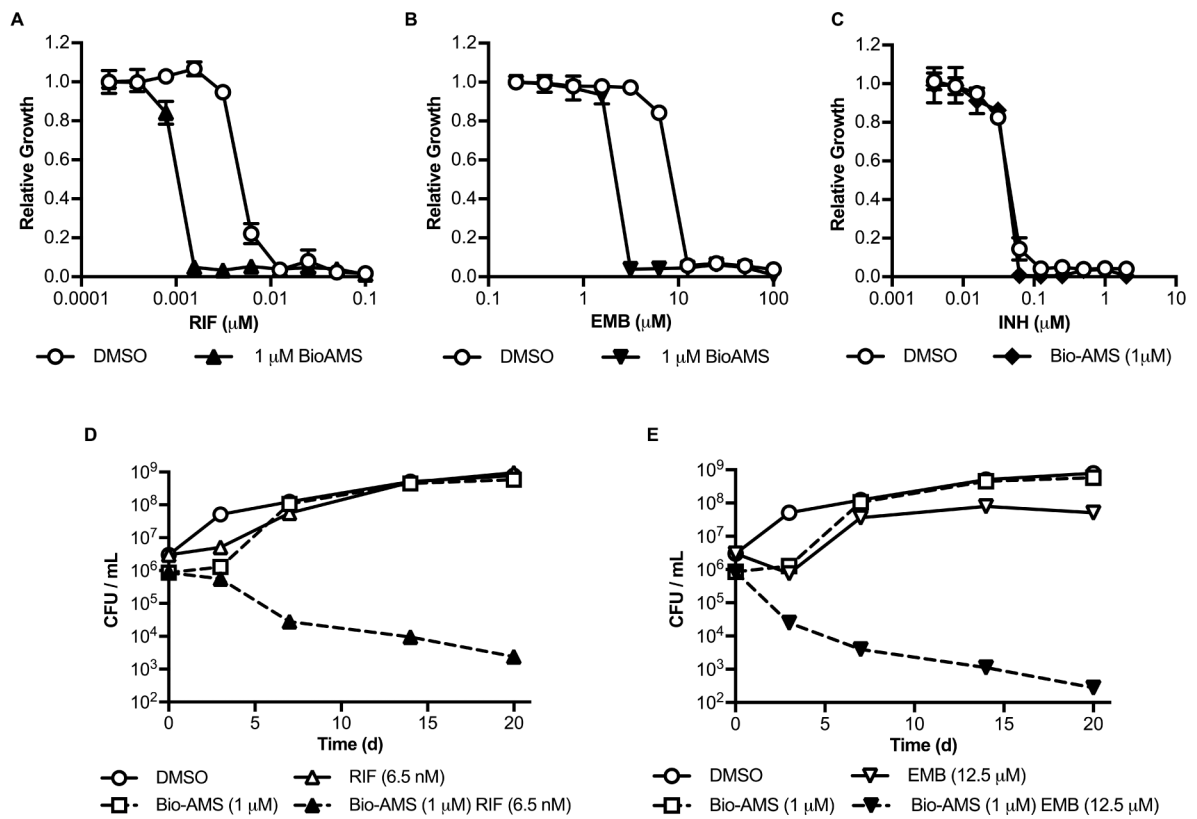 A
B
C
1.2
1.0
0.8
0.6
0.4
0.2
0.0
Relative Growth
0.0001
0.001
0.01
0.1
RIF (μM)
DMSO
1 μM BioAMS
1.2
1.0
0.8
0.6
0.4
0.2
0.0
Relative Growth
0.1
1
10
100
EMB (μM)
DMSO
1 μM BioAMS
1.2
1.0
0.8
0.6
0.4
0.2
0.0
Relative Growth
0.001
0.01
0.1
1
10
INH (μM)
DMSO
Bio-AMS (1μM)
D
E
10⁹
10⁸
10⁷
10⁶
10⁵
10⁴
10³
10²
CFU / mL
0
5
10
15
20
Time (d)
DMSO
RIF (6.5 nM)
Bio-AMS (1 μM)
Bio-AMS (1 μM) RIF (6.5 nM)
10⁹
10⁸
10⁷
10⁶
10⁵
10⁴
10³
10²
CFU / mL
0
5
10
15
20
Time (d)
DMSO
EMB (12.5 μM)
Bio-AMS (1 μM)
Bio-AMS (1 μM) EMB (12.5 μM)